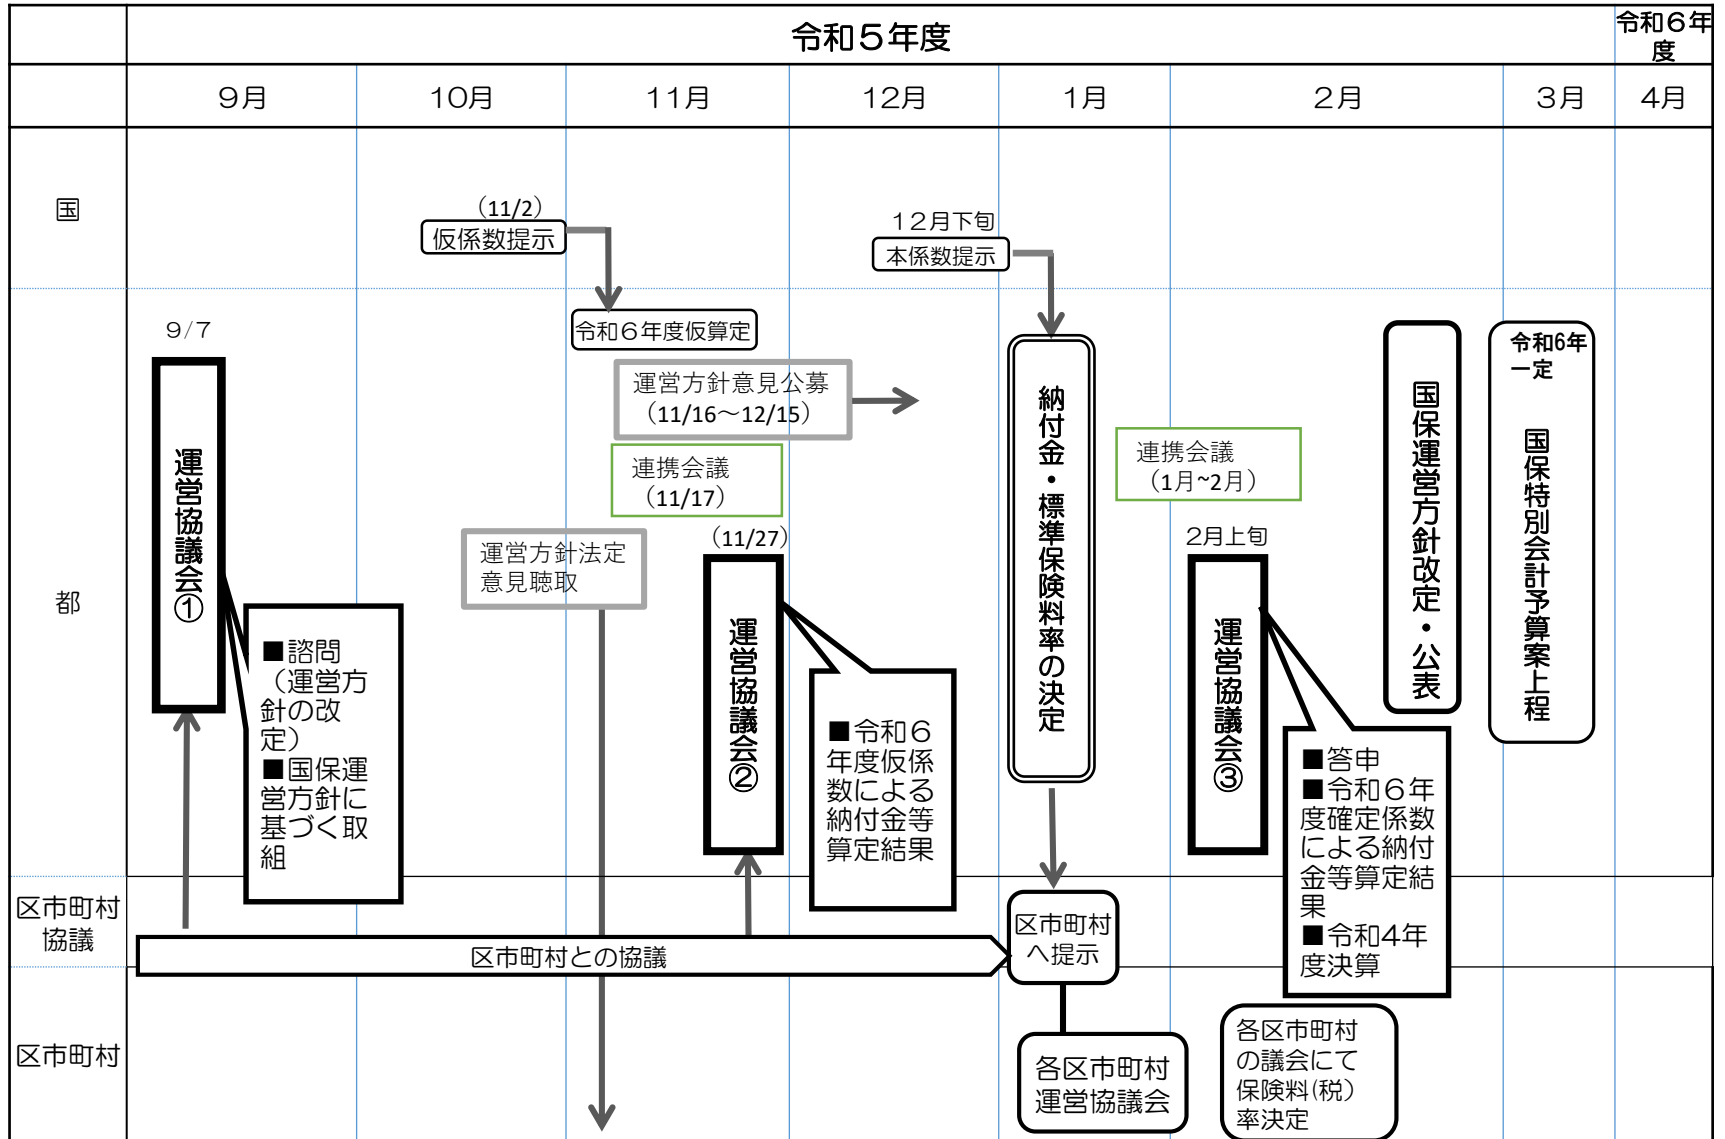 令和５年度
令和６年
度
９月
１０月
１１月
１２月
１月
２月
３月
４月
国
（11/2）
仮係数提示
１２月下旬
本係数提示
都
９/７
運営協議会①
■諮問
（運営方
針の改
定）
■国保運
営方針に
基づく取
組
令和６年度仮算定
運営方針意見公募
（11/16～12/15）
連携会議
（11/17）
運営方針法定
意見聴取
（11/27）
運営協議会②
■令和６
年度仮係
数による
納付金等
算定結果
納付金・標準保険料率の決定
連携会議
（1月~2月）
2月上旬
運営協議会③
■答申
■令和６年
度確定係数
による納付
金等算定結
果
■令和4年
度決算
国保運営方針改定・公表
令和6年
一定
国保特別会計予算案上程
区市町村
協議
区市町村との協議
区市町村
へ提示
区市町村
各区市町村
運営協議会
各区市町村
の議会にて
保険料(税）
率決定